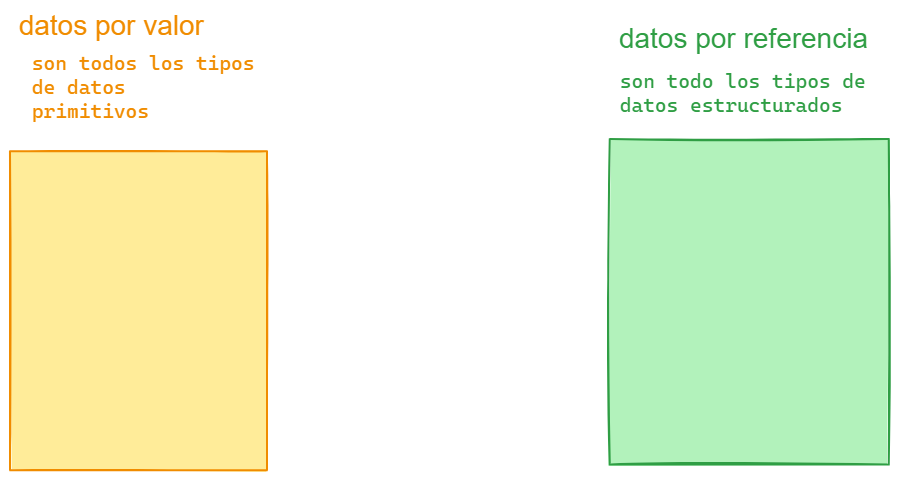 datos por valor
son todos los tipos
de datos
primitivos
datos por referencia
son todo los tipos de
datos estructurados